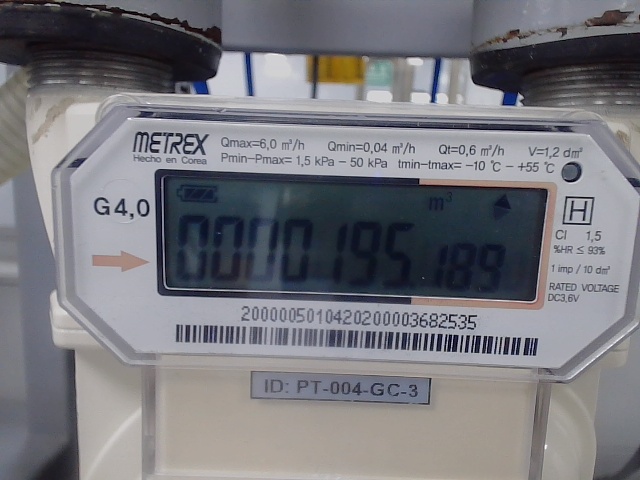 METREX
Hecho en Corea
Qmax=6,0 m³/h Qmin=0,04 m³/h Qt=0,6 m³/h V=1,2 dm³
Pmin-Pmax= 1,5 kPa - 50 kPa tmin-tmax= -10 °C - +55 °C
G 4,0
m³
0000195.189
H
Cl 1,5
%HR ≤ 93%
1 imp / 10 dm³
RATED VOLTAGE
DC3,6V
2000005010420200003682535
ID: PT-004-GC-3